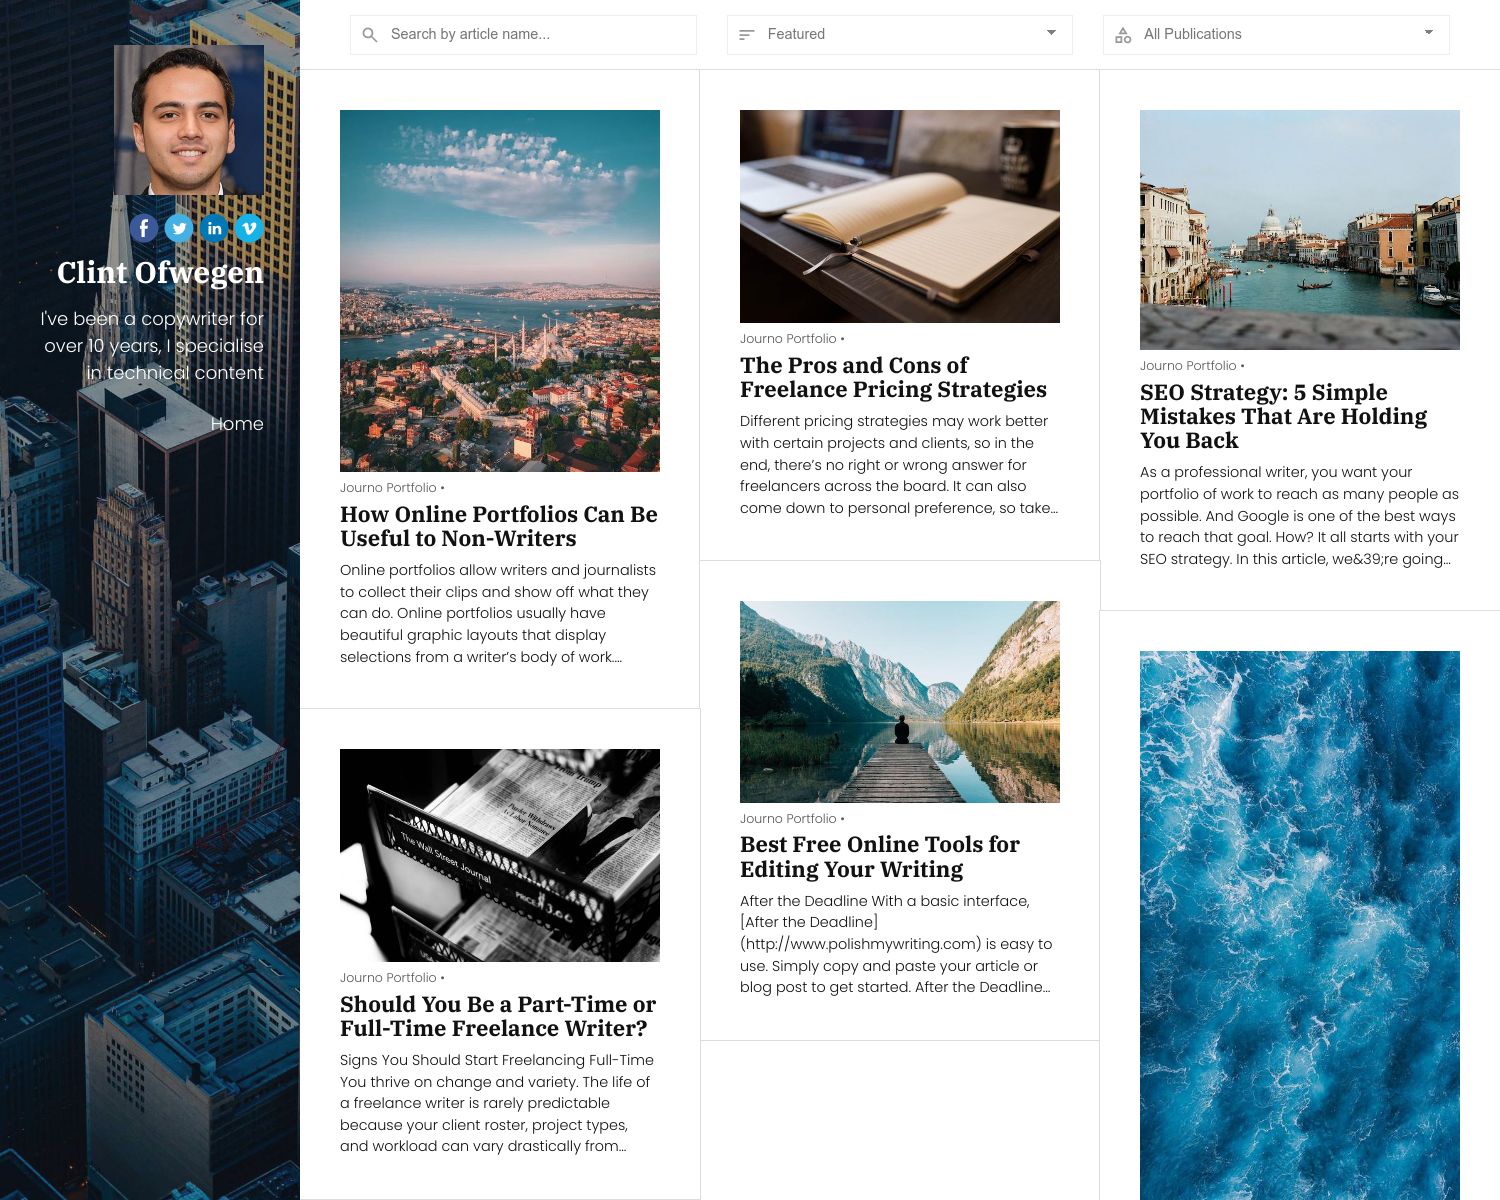 Search by article name...
Featured
All Publications
Clint Ofwegen
I've been a copywriter for
over 10 years, I specialise
in technical content
Home
Journo Portfolio •
How Online Portfolios Can Be
Useful to Non-Writers
Online portfolios allow writers and journalists
to collect their clips and show off what they
can do. Online portfolios usually have
beautiful graphic layouts that display
selections from a writer’s body of work....
The Wall Street Journal
Journo Portfolio •
Should You Be a Part-Time or
Full-Time Freelance Writer?
Signs You Should Start Freelancing Full-Time
You thrive on change and variety. The life of
a freelance writer is rarely predictable
because your client roster, project types,
and workload can vary drastically from...
Journo Portfolio •
The Pros and Cons of
Freelance Pricing Strategies
Different pricing strategies may work better
with certain projects and clients, so in the
end, there’s no right or wrong answer for
freelancers across the board. It can also
come down to personal preference, so take...
Journo Portfolio •
Best Free Online Tools for
Editing Your Writing
After the Deadline With a basic interface,
[After the Deadline]
(http://www.polishmywriting.com) is easy to
use. Simply copy and paste your article or
blog post to get started. After the Deadline...
Journo Portfolio •
SEO Strategy: 5 Simple
Mistakes That Are Holding
You Back
As a professional writer, you want your
portfolio of work to reach as many people as
possible. And Google is one of the best ways
to reach that goal. How? It all starts with your
SEO strategy. In this article, we&39;re going...